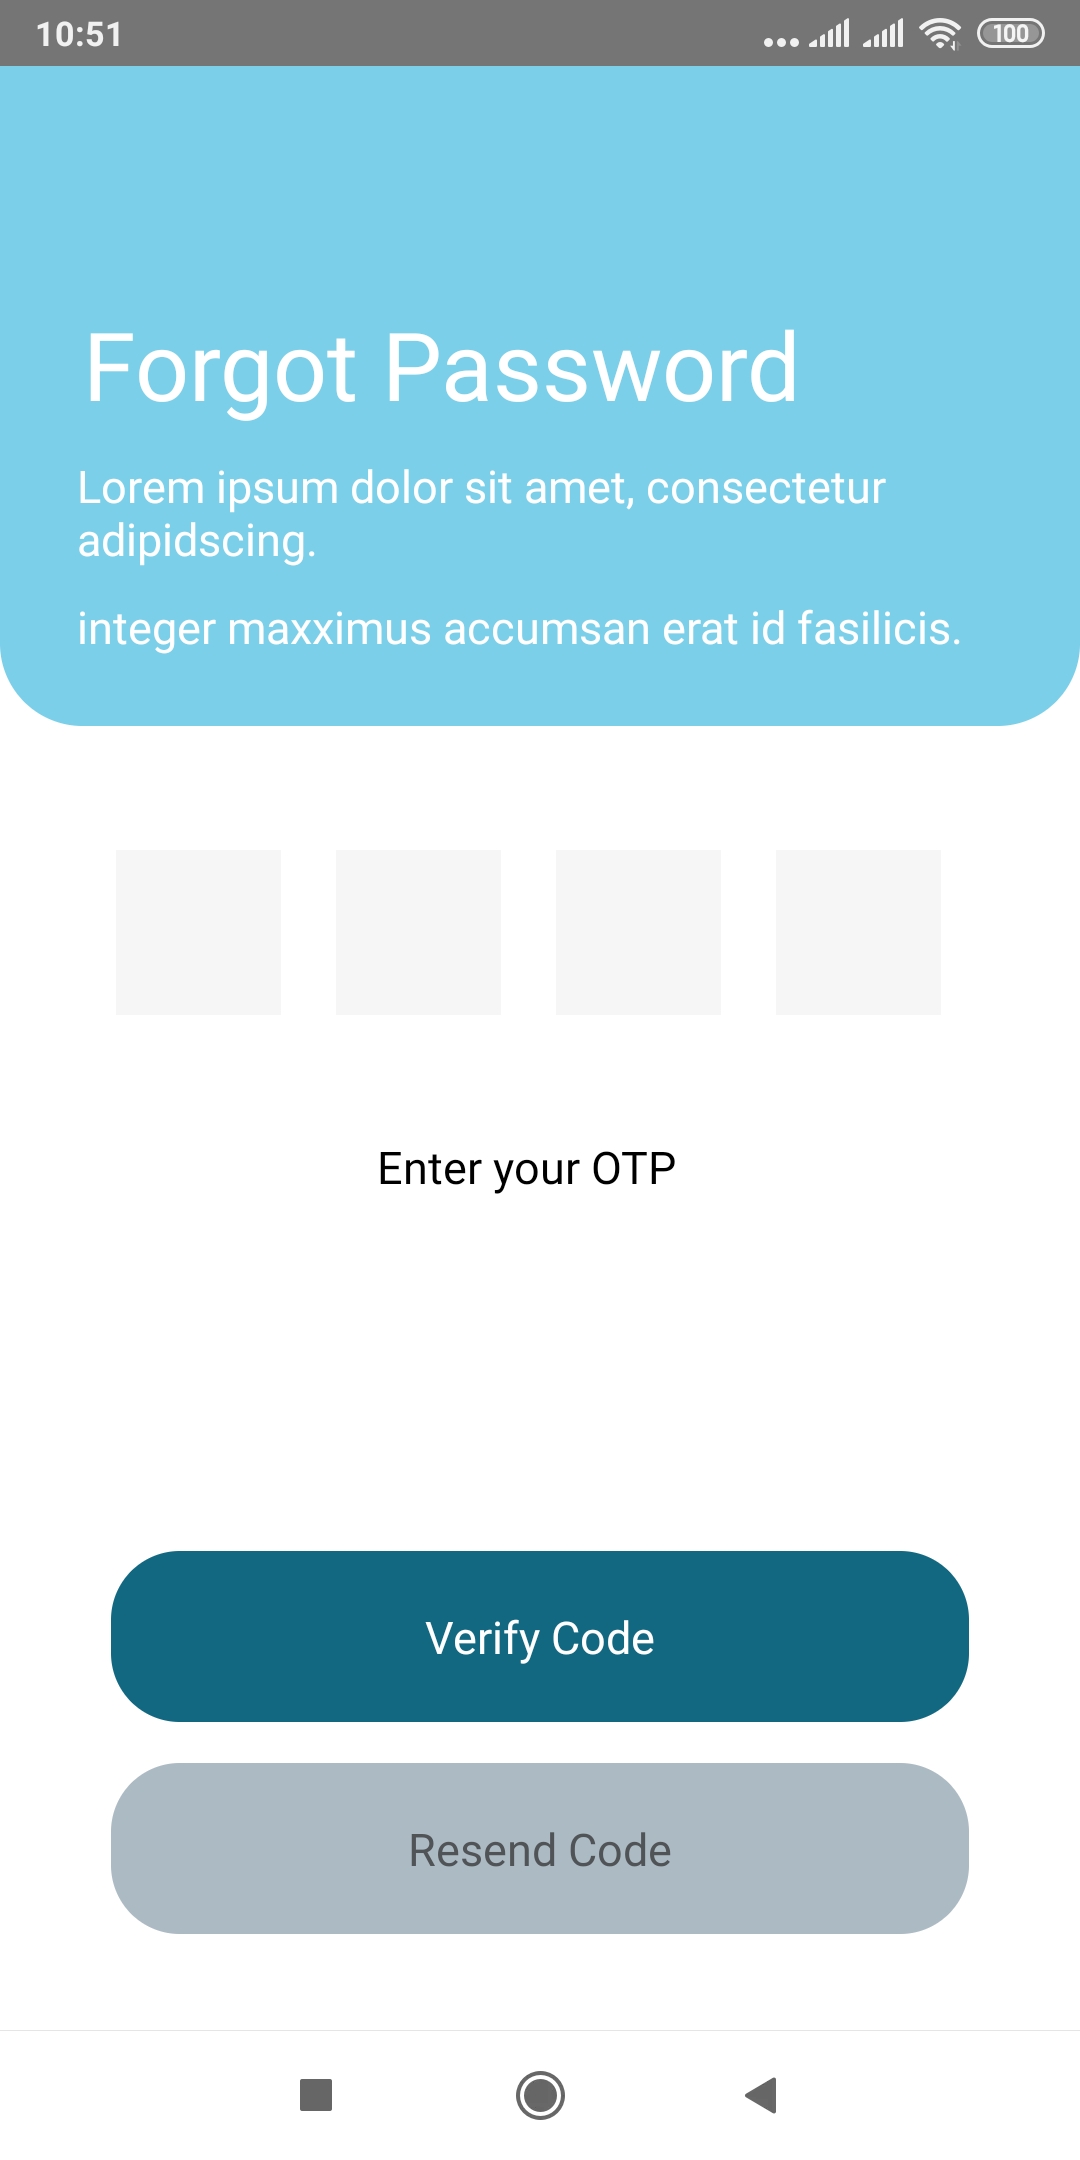 10:51
100
Forgot Password
Lorem ipsum dolor sit amet, consectetur
adipidscing.
integer maxximus accumsan erat id fasilicis.
Enter your OTP
Verify Code
Resend Code